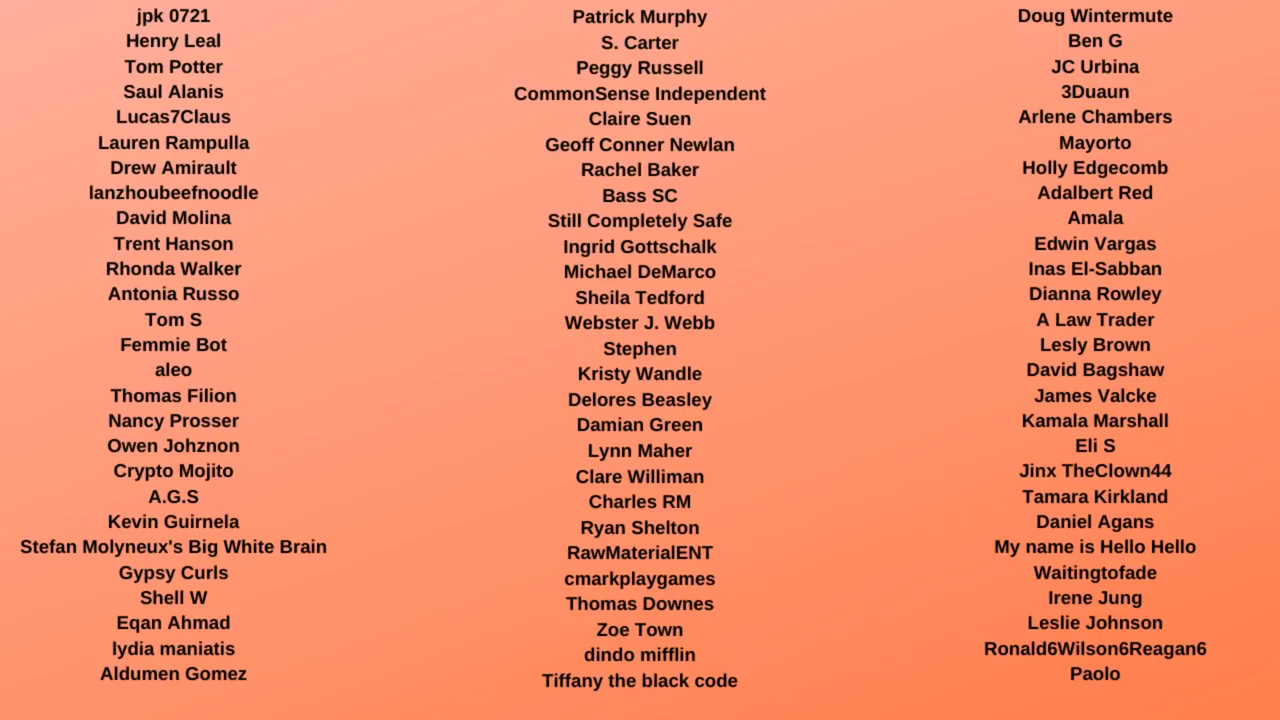 jpk 0721
Henry Leal
Tom Potter
Saul Alanis
Lucas7Claus
Lauren Rampulla
Drew Amirault
lanzhoubeefnoodle
David Molina
Trent Hanson
Rhonda Walker
Antonia Russo
Tom S
Femmie Bot
aleo
Thomas Filion
Nancy Prosser
Owen Johznon
Crypto Mojito
A.G.S
Kevin Guirnela
Stefan Molyneux's Big White Brain
Gypsy Curls
Shell W
Eqan Ahmad
lydia maniatis
Aldumen Gomez
Patrick Murphy
S. Carter
Peggy Russell
CommonSense Independent
Claire Suen
Geoff Conner Newlan
Rachel Baker
Bass SC
Still Completely Safe
Ingrid Gottschalk
Michael DeMarco
Sheila Tedford
Webster J. Webb
Stephen
Kristy Wandle
Delores Beasley
Damian Green
Lynn Maher
Clare Williman
Charles RM
Ryan Shelton
RawMaterialENT
cmarkplaygames
Thomas Downes
Zoe Town
dindo mifflin
Tiffany the black code
Doug Wintermute
Ben G
JC Urbina
3Duaun
Arlene Chambers
Mayorto
Holly Edgecomb
Adalbert Red
Amala
Edwin Vargas
Inas El-Sabban
Dianna Rowley
A Law Trader
Lesly Brown
David Bagshaw
James Valcke
Kamala Marshall
Eli S
Jinx TheClown44
Tamara Kirkland
Daniel Agans
My name is Hello Hello
Waitingtofade
Irene Jung
Leslie Johnson
Ronald6Wilson6Reagan6
Paolo